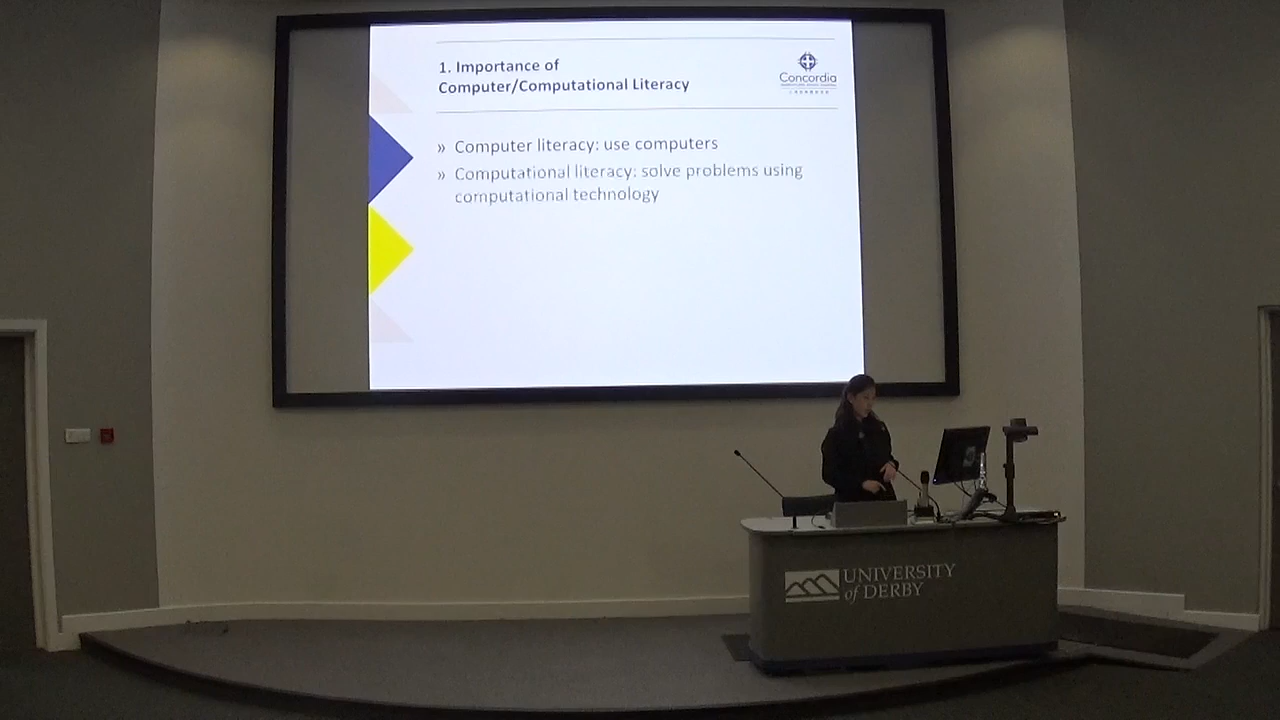 1. Importance of
Computer/Computational Literacy
Concordia
» Computer literacy: use computers
» Computational literacy: solve problems using
computational technology
UNIVERSITY
of DERBY